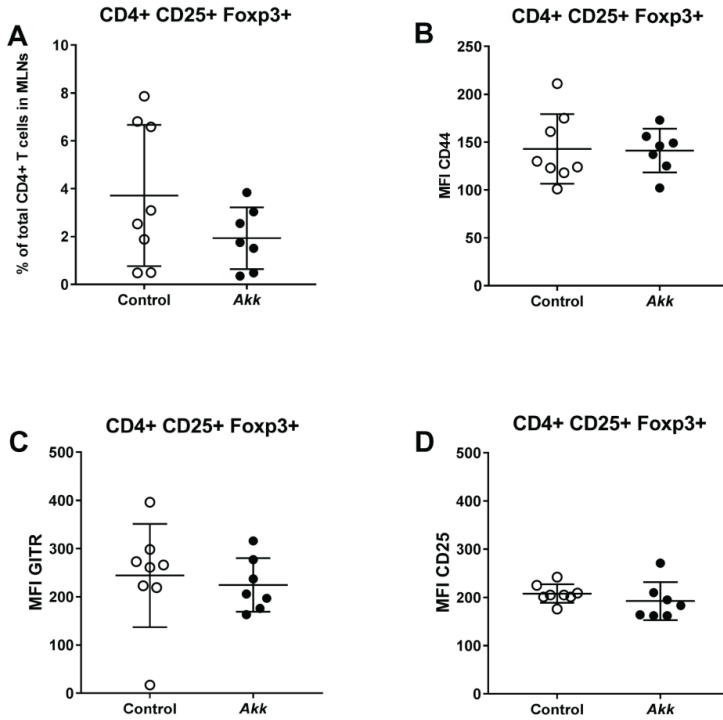 A
CD4+ CD25+ Foxp3+
% of total CD4+ T cells in MLNs
10
8
6
4
2
0
Control
Akk
B
CD4+ CD25+ Foxp3+
MFI CD44
250
200
150
100
50
0
Control
Akk
C
CD4+ CD25+ Foxp3+
MFI GITR
500
400
300
200
100
0
Control
Akk
D
CD4+ CD25+ Foxp3+
MFI CD25
500
400
300
200
100
0
Control
Akk